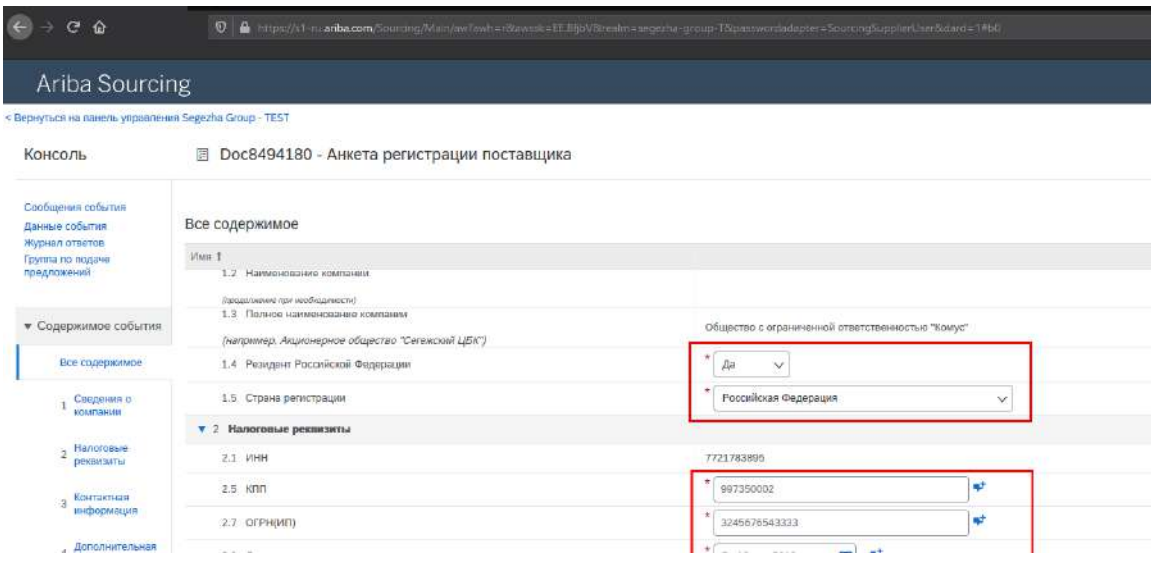 Ariba Sourcing
< Вернуться на панель управления Segezha Group - TEST
Консоль
Doc8494180 - Анкета регистрации поставщика
Сообщения события
Данные события
Журнал ответов
Группа по подаче
предложений
Все содержимое
Имя ↑
1.2 Наименование компании
(продолжение при необходимости)
1.3 Полное наименование компании
(например, Акционерное общество "Сегежский ЦБК")
Общество с ограниченной ответственностью "Комус"
▼ Содержимое события
Все содержимое
1.4 Резидент Российской Федерации
* Да
1.5 Страна регистрации
* Российская Федерация
1 Сведения о
компании
▼ 2 Налоговые реквизиты
2 Налоговые
реквизиты
2.1 ИНН
7721783895
2.5 КПП
* 997350002
3 Контактная
информация
2.7 ОГРН(ИП)
* 3245676543333
Дополнительная